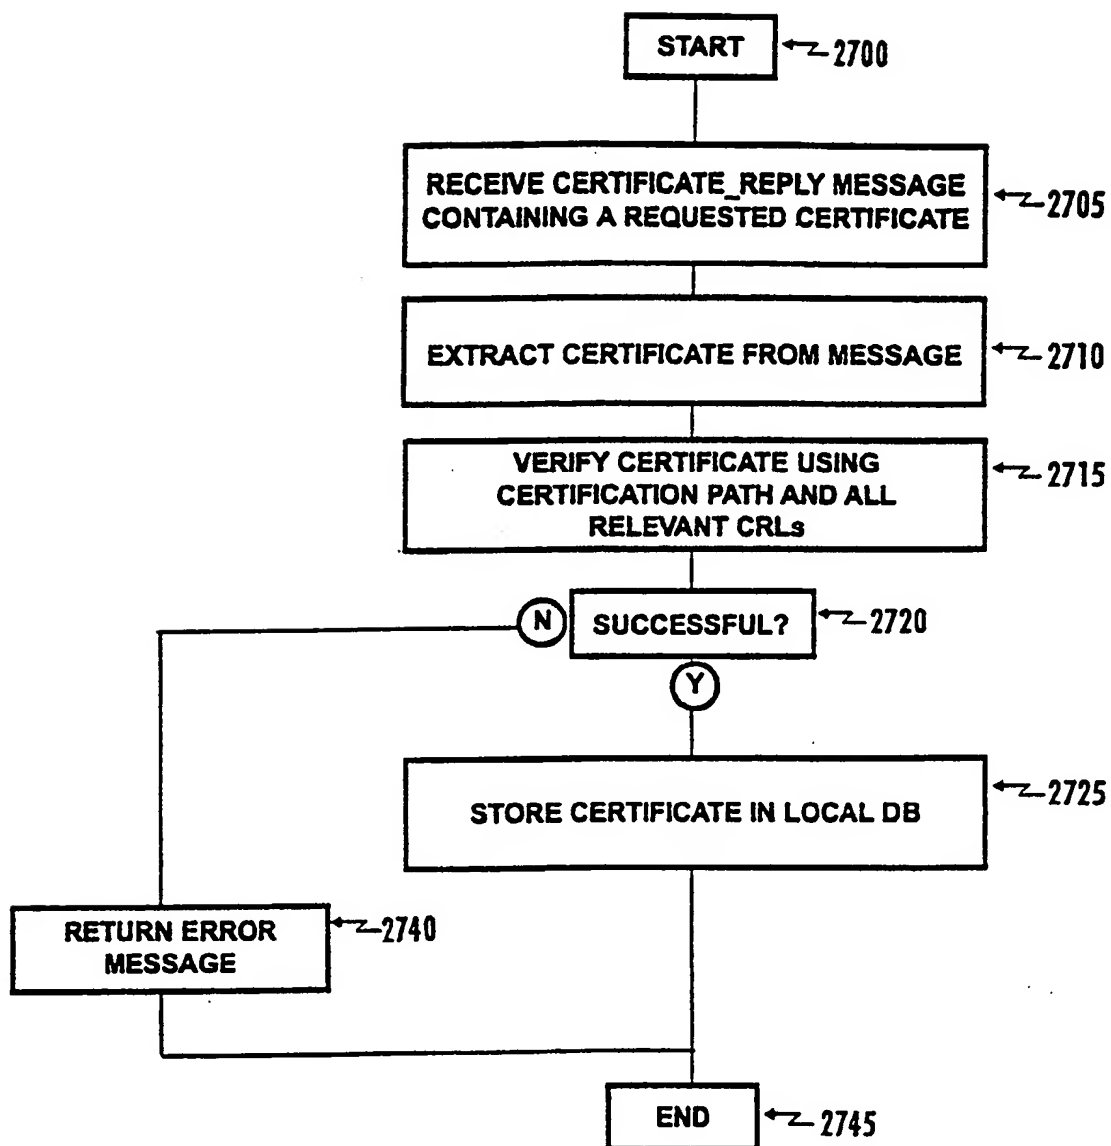 START
2700
RECEIVE CERTIFICATE_REPLY MESSAGE
CONTAINING A REQUESTED CERTIFICATE
2705
EXTRACT CERTIFICATE FROM MESSAGE
2710
VERIFY CERTIFICATE USING
CERTIFICATION PATH AND ALL
RELEVANT CRLs
2715
N
SUCCESSFUL?
2720
Y
STORE CERTIFICATE IN LOCAL DB
2725
RETURN ERROR
MESSAGE
2740
END
2745